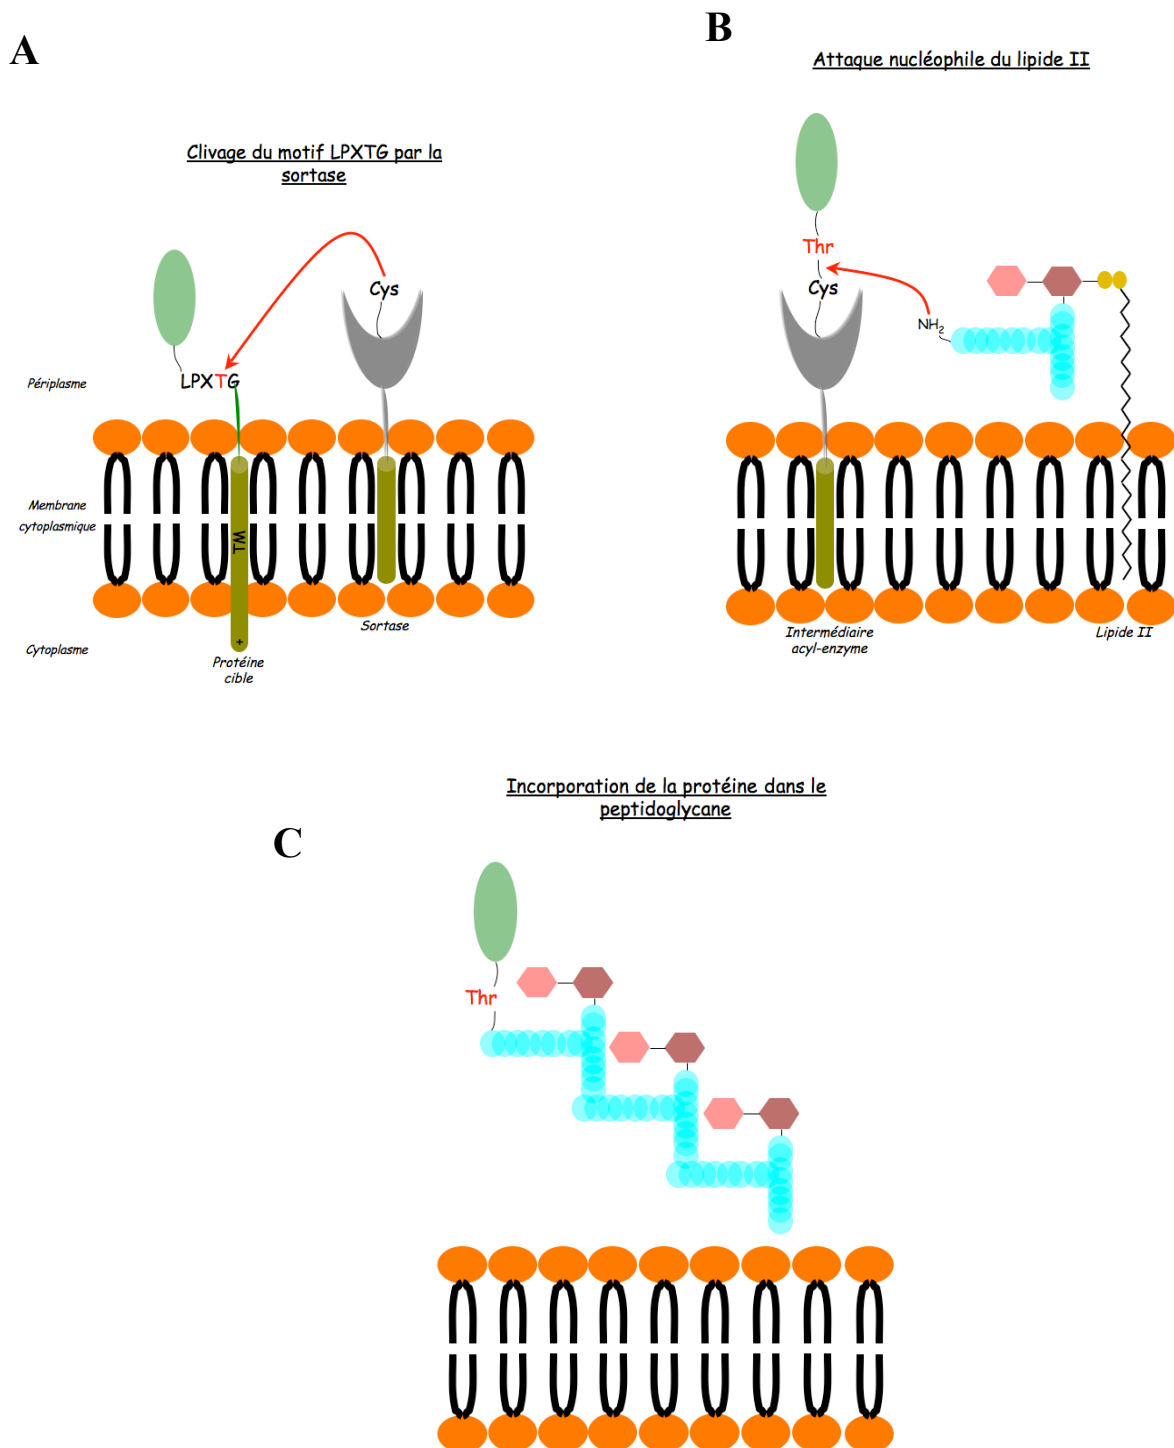 A
Clivage du motif LPXTG par la
sortase
Cys
LPXTG
Périplasme
Membrane
cytoplasmique
TM
+
Sortase
Cytoplasme
Protéine
cible
B
Attaque nucléophile du lipide II
Thr
Cys
NH2
Intermédiaire
acyl-enzyme
Lipide II
C
Incorporation de la protéine dans le
peptidoglycane
Thr